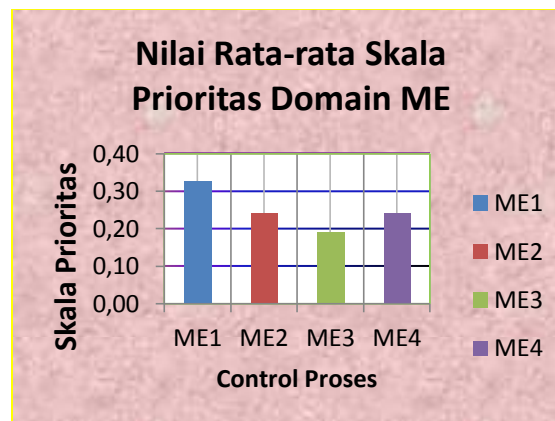 Nilai Rata-rata Skala
Prioritas Domain ME
Skala Prioritas
0,40
0,30
0,20
0,10
0,00
ME1 ME2 ME3 ME4
Control Proses
ME1
ME2
ME3
ME4